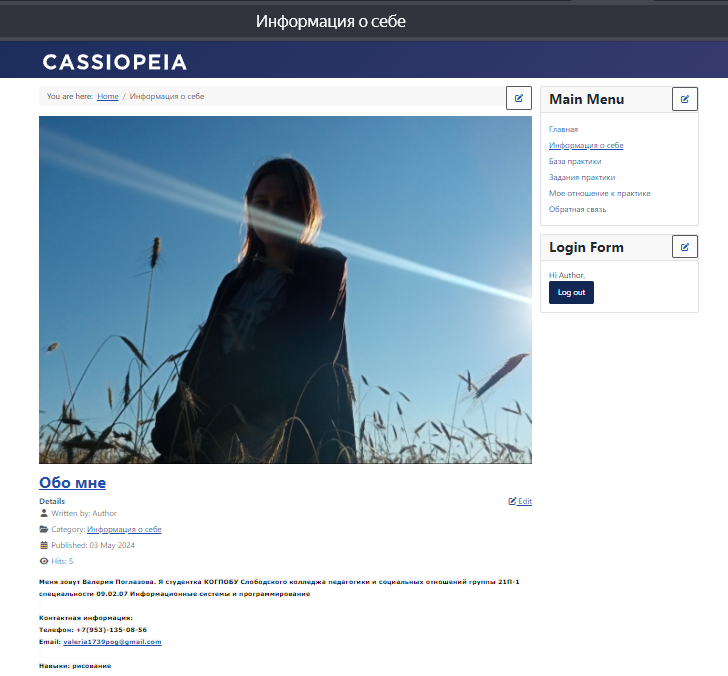 Информация о себе
CASSIOPEIA
You are here: Home / Информация о себе
Main Menu
Главная
Информация о себе
База практики
Задания практики
Мое отношение к практике
Обратная связь
Login Form
Hi Author,
Log out
Обо мне
Details
Edit
Written by: Author
Category: Информация о себе
Published: 03 May 2024
Hits: 5
Меня зовут Валерия Поглазова. Я студентка КОГПОБУ Слободского колледжа педагогики и социальных отношений группы 21П-1
специальности 09.02.07 Информационные системы и программирование
Контактная информация:
Телефон: +7(953)-135-08-56
Email: valeria1739pog@gmail.com
Навыки: рисование